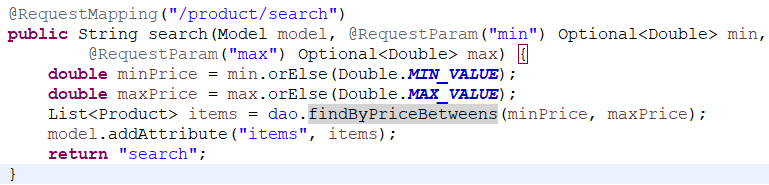 @RequestMapping("/product/search")
public String search(Model model, @RequestParam("min") Optional<Double> min,
@RequestParam("max") Optional<Double> max) {
double minPrice = min.orElse(Double.MIN_VALUE);
double maxPrice = max.orElse(Double.MAX_VALUE);
List<Product> items = dao.findByPriceBetweens(minPrice, maxPrice);
model.addAttribute("items", items);
return "search";
}